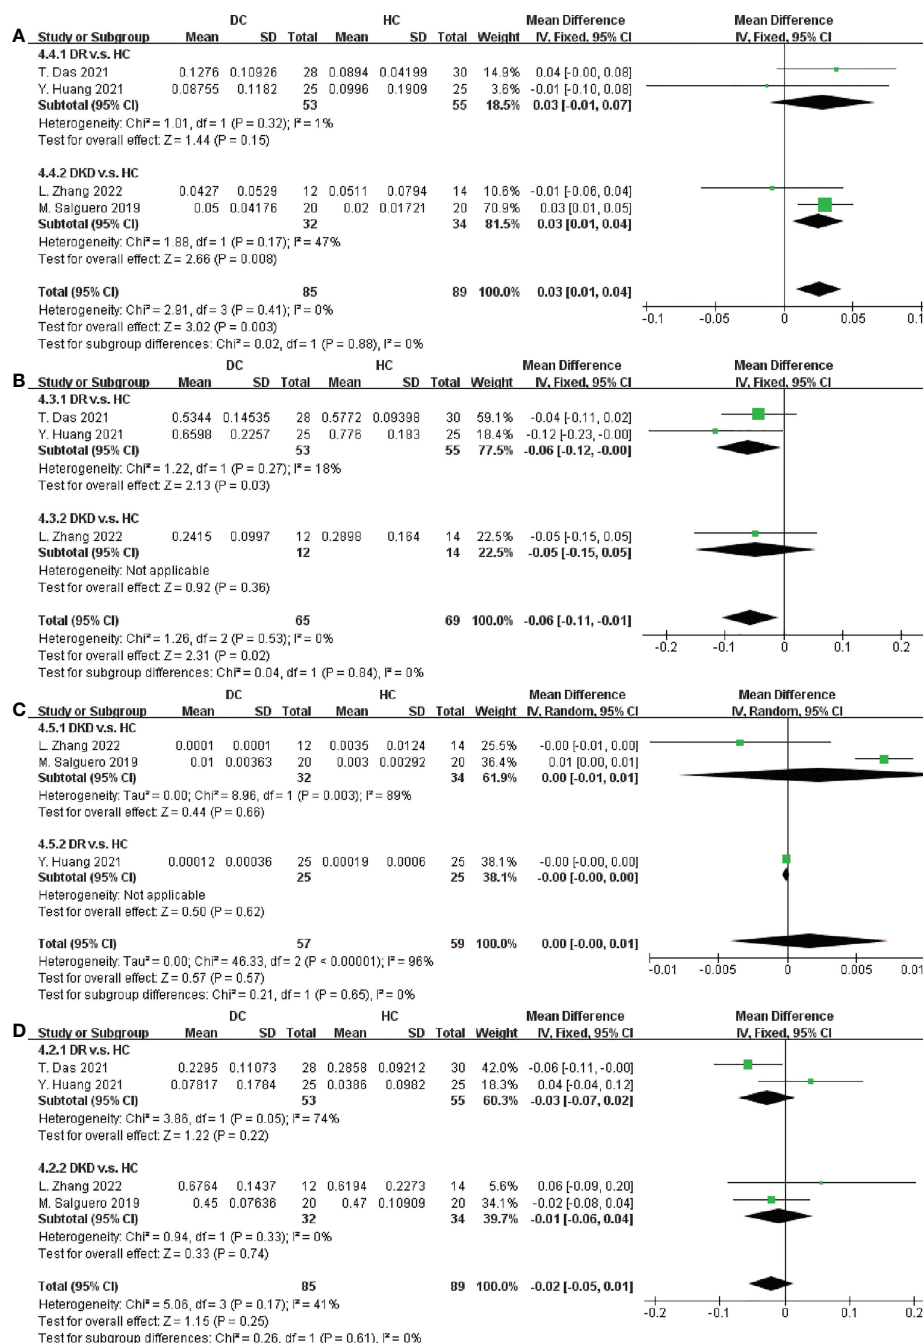 A
DC HC Mean Difference Mean Difference
Study or Subgroup Mean SD Total Mean SD Total Weight IV, Fixed, 95% CI IV, Fixed, 95% CI
4.4.1 DR v.s. HC
T. Das 2021 0.1276 0.10926 28 0.0894 0.04199 30 14.9% 0.04 [-0.00, 0.08]
Y. Huang 2021 0.08755 0.1182 25 0.0996 0.1909 25 3.6% -0.01 [-0.10, 0.08]
Subtotal (95% CI) 53 55 18.5% 0.03 [-0.01, 0.07]
Heterogeneity: Chi² = 1.01, df = 1 (P = 0.32); I² = 1%
Test for overall effect: Z = 1.44 (P = 0.15)
4.4.2 DKD v.s. HC
L. Zhang 2022 0.0427 0.0529 12 0.0511 0.0794 14 10.6% -0.01 [-0.06, 0.04]
M. Salguero 2019 0.05 0.04176 20 0.02 0.01721 20 70.9% 0.03 [0.01, 0.05]
Subtotal (95% CI) 32 34 81.5% 0.03 [0.01, 0.04]
Heterogeneity: Chi² = 1.88, df = 1 (P = 0.17); I² = 47%
Test for overall effect: Z = 2.66 (P = 0.008)
Total (95% CI) 85 89 100.0% 0.03 [0.01, 0.04]
Heterogeneity: Chi² = 2.91, df = 3 (P = 0.41); I² = 0%
Test for overall effect: Z = 3.02 (P = 0.003)
Test for subgroup differences: Chi² = 0.02, df = 1 (P = 0.88), I² = 0%
-0.1 -0.05 0 0.05 0.1
B
DC HC Mean Difference Mean Difference
Study or Subgroup Mean SD Total Mean SD Total Weight IV, Fixed, 95% CI IV, Fixed, 95% CI
4.3.1 DR v.s. HC
T. Das 2021 0.5344 0.14535 28 0.5772 0.09398 30 59.1% -0.04 [-0.11, 0.02]
Y. Huang 2021 0.6598 0.2257 25 0.776 0.183 25 18.4% -0.12 [-0.23, -0.00]
Subtotal (95% CI) 53 55 77.5% -0.06 [-0.12, -0.00]
Heterogeneity: Chi² = 1.22, df = 1 (P = 0.27); I² = 18%
Test for overall effect: Z = 2.13 (P = 0.03)
4.3.2 DKD v.s. HC
L. Zhang 2022 0.2415 0.0997 12 0.2898 0.164 14 22.5% -0.05 [-0.15, 0.05]
Subtotal (95% CI) 12 14 22.5% -0.05 [-0.15, 0.05]
Heterogeneity: Not applicable
Test for overall effect: Z = 0.92 (P = 0.36)
Total (95% CI) 65 69 100.0% -0.06 [-0.11, -0.01]
Heterogeneity: Chi² = 1.26, df = 2 (P = 0.53); I² = 0%
Test for overall effect: Z = 2.31 (P = 0.02)
Test for subgroup differences: Chi² = 0.04, df = 1 (P = 0.84), I² = 0%
-0.2 -0.1 0 0.1 0.2
C
DC HC Mean Difference Mean Difference
Study or Subgroup Mean SD Total Mean SD Total Weight IV, Random, 95% CI IV, Random, 95% CI
4.5.1 DKD v.s. HC
L. Zhang 2022 0.0001 0.0001 12 0.0035 0.0124 14 25.5% -0.00 [-0.01, 0.00]
M. Salguero 2019 0.01 0.00363 20 0.003 0.00292 20 36.4% 0.01 [0.00, 0.01]
Subtotal (95% CI) 32 34 61.9% 0.00 [-0.01, 0.01]
Heterogeneity: Tau² = 0.00; Chi² = 8.96, df = 1 (P = 0.003); I² = 89%
Test for overall effect: Z = 0.44 (P = 0.66)
4.5.2 DR v.s. HC
Y. Huang 2021 0.00012 0.00036 25 0.00019 0.0006 25 38.1% -0.00 [-0.00, 0.00]
Subtotal (95% CI) 25 25 38.1% -0.00 [-0.00, 0.00]
Heterogeneity: Not applicable
Test for overall effect: Z = 0.50 (P = 0.62)
Total (95% CI) 57 59 100.0% 0.00 [-0.00, 0.01]
Heterogeneity: Tau² = 0.00; Chi² = 46.33, df = 2 (P < 0.00001); I² = 96%
Test for overall effect: Z = 0.57 (P = 0.57)
Test for subgroup differences: Chi² = 0.21, df = 1 (P = 0.65), I² = 0%
-0.01 -0.005 0 0.005 0.01
D
DC HC Mean Difference Mean Difference
Study or Subgroup Mean SD Total Mean SD Total Weight IV, Fixed, 95% CI IV, Fixed, 95% CI
4.2.1 DR v.s. HC
T. Das 2021 0.2295 0.11073 28 0.2858 0.09212 30 42.0% -0.06 [-0.11, -0.00]
Y. Huang 2021 0.07817 0.1784 25 0.0386 0.0982 25 18.3% 0.04 [-0.04, 0.12]
Subtotal (95% CI) 53 55 60.3% -0.03 [-0.07, 0.02]
Heterogeneity: Chi² = 3.86, df = 1 (P = 0.05); I² = 74%
Test for overall effect: Z = 1.22 (P = 0.22)
4.2.2 DKD v.s. HC
L. Zhang 2022 0.6764 0.1437 12 0.6194 0.2273 14 5.6% 0.06 [-0.09, 0.20]
M. Salguero 2019 0.45 0.07636 20 0.47 0.10909 20 34.1% -0.02 [-0.08, 0.04]
Subtotal (95% CI) 32 34 39.7% -0.01 [-0.06, 0.04]
Heterogeneity: Chi² = 0.94, df = 1 (P = 0.33); I² = 0%
Test for overall effect: Z = 0.33 (P = 0.74)
Total (95% CI) 85 89 100.0% -0.02 [-0.05, 0.01]
Heterogeneity: Chi² = 5.06, df = 3 (P = 0.17); I² = 41%
Test for overall effect: Z = 1.15 (P = 0.25)
Test for subgroup differences: Chi² = 0.26, df = 1 (P = 0.61), I² = 0%
-0.2 -0.1 0 0.1 0.2